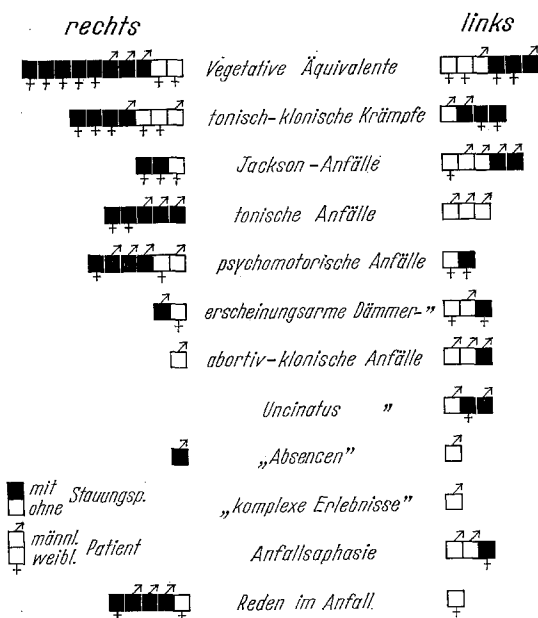 rechts links
Vegetative Äquivalente
tonisch-klonische Krämpfe
Jackson-Anfälle
tonische Anfälle
psychomotorische Anfälle
erscheinungsarme Dämmer-"
abortiv-klonische Anfälle
Uncinatus "
„Absencen"
mit
ohne Stauungsp.
„komplexe Erlebnisse"
männl.
weibl. Patient
Anfallsaphasie
Reden im Anfall.